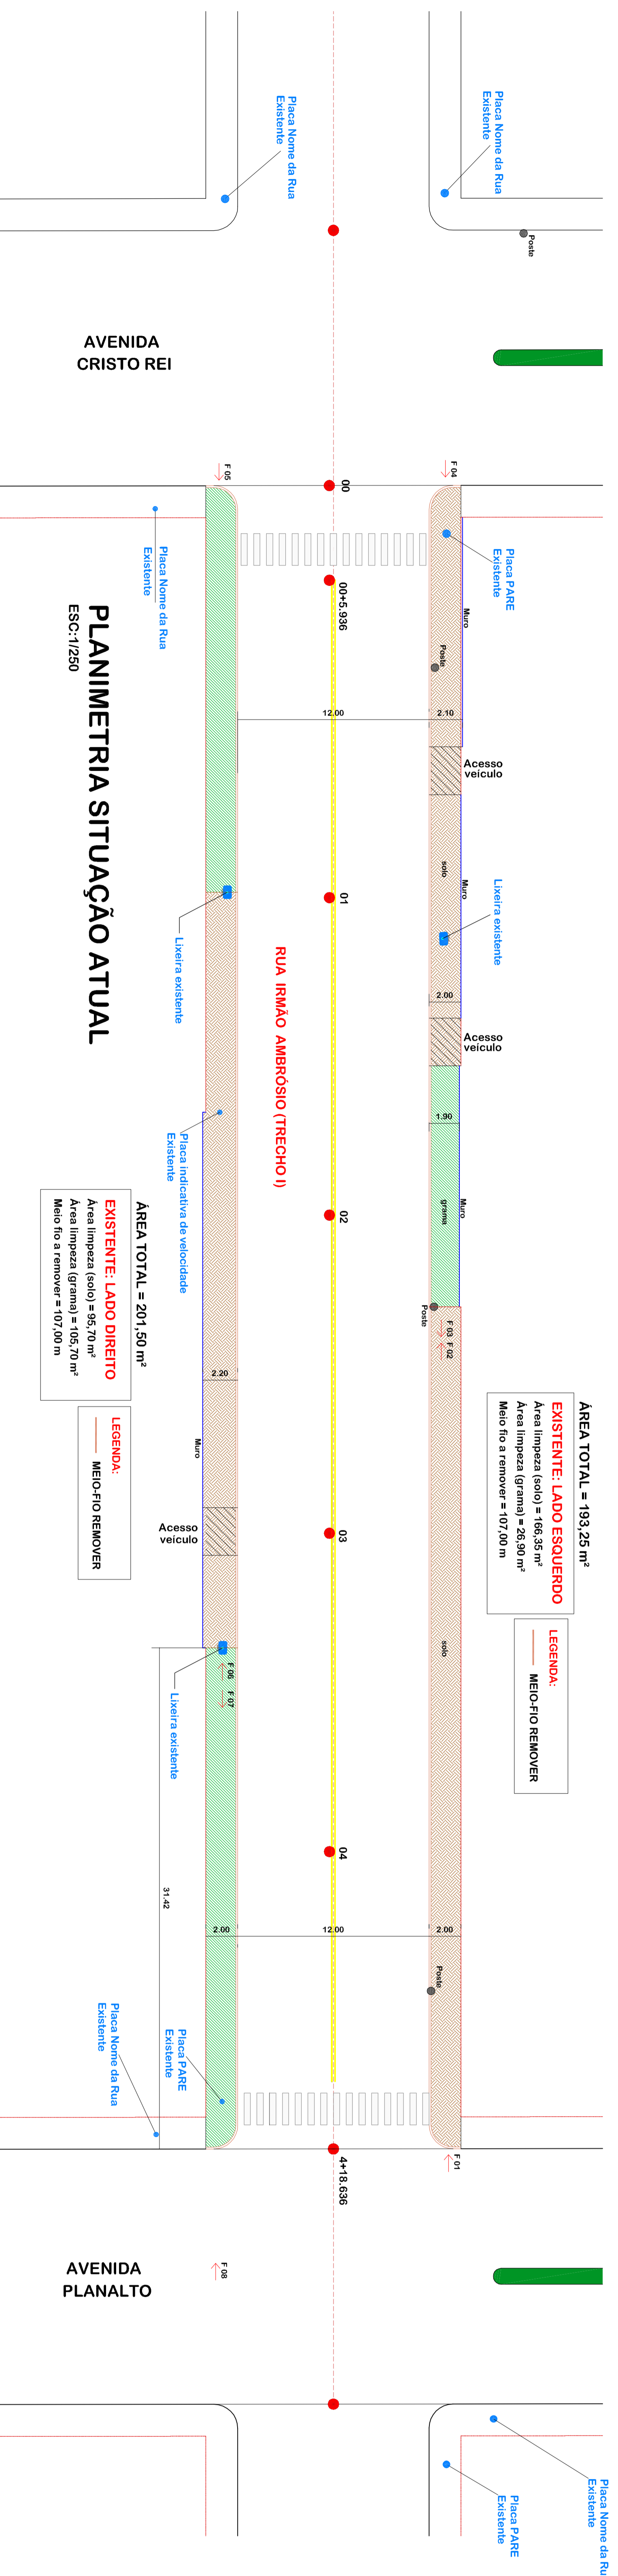 Placa Nome da Rua
Existente
Placa Nome da Rua
Existente
Poste
AVENIDA
CRISTO REI
F 05
F 04
00
Placa PARE
Existente
Placa Nome da Rua
Existente
00+5.936
Muro
Poste
PLANIMETRIA SITUAÇÃO ATUAL
ESC:1/250
12.00
2.10
Acesso
veículo
solo
Muro
Lixeira existente
01
Lixeira existente
RUA IRMÃO AMBRÓSIO (TRECHO I)
2.00
Acesso
veículo
1.90
grama
Muro
Placa indicativa de velocidade
Existente
02
Poste
F 03
F 02
ÁREA TOTAL = 201,50 m²
EXISTENTE: LADO DIREITO
Área limpeza (solo) = 95,70 m²
Área limpeza (grama) = 105,70 m²
Meio fio a remover = 107,00 m
2.20
ÁREA TOTAL = 193,25 m²
EXISTENTE: LADO ESQUERDO
Área limpeza (solo) = 166,35 m²
Área limpeza (grama) = 26,90 m²
Meio fio a remover = 107,00 m
LEGENDA:
MEIO-FIO REMOVER
Muro
Acesso
veículo
03
LEGENDA:
MEIO-FIO REMOVER
solo
F 06
F 07
Lixeira existente
04
31.42
2.00
12.00
2.00
Poste
Placa Nome da Rua
Existente
Placa PARE
Existente
4+18.636
F 01
AVENIDA
PLANALTO
F 08
Placa Nome da Rua
Existente
Placa PARE
Existente